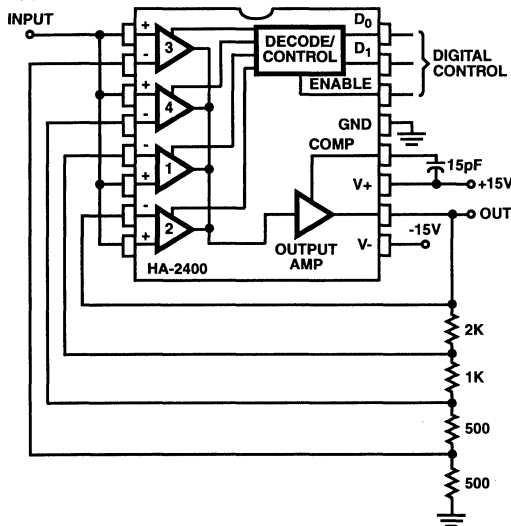 INPUT
+
-
3
+
-
4
-
+
1
-
+
2
HA-2400
DECODE/
CONTROL
D0
D1
ENABLE
DIGITAL
CONTROL
GND
COMP
15pF
V+
+15V
OUT
-15V
V-
OUTPUT
AMP
2K
1K
500
500